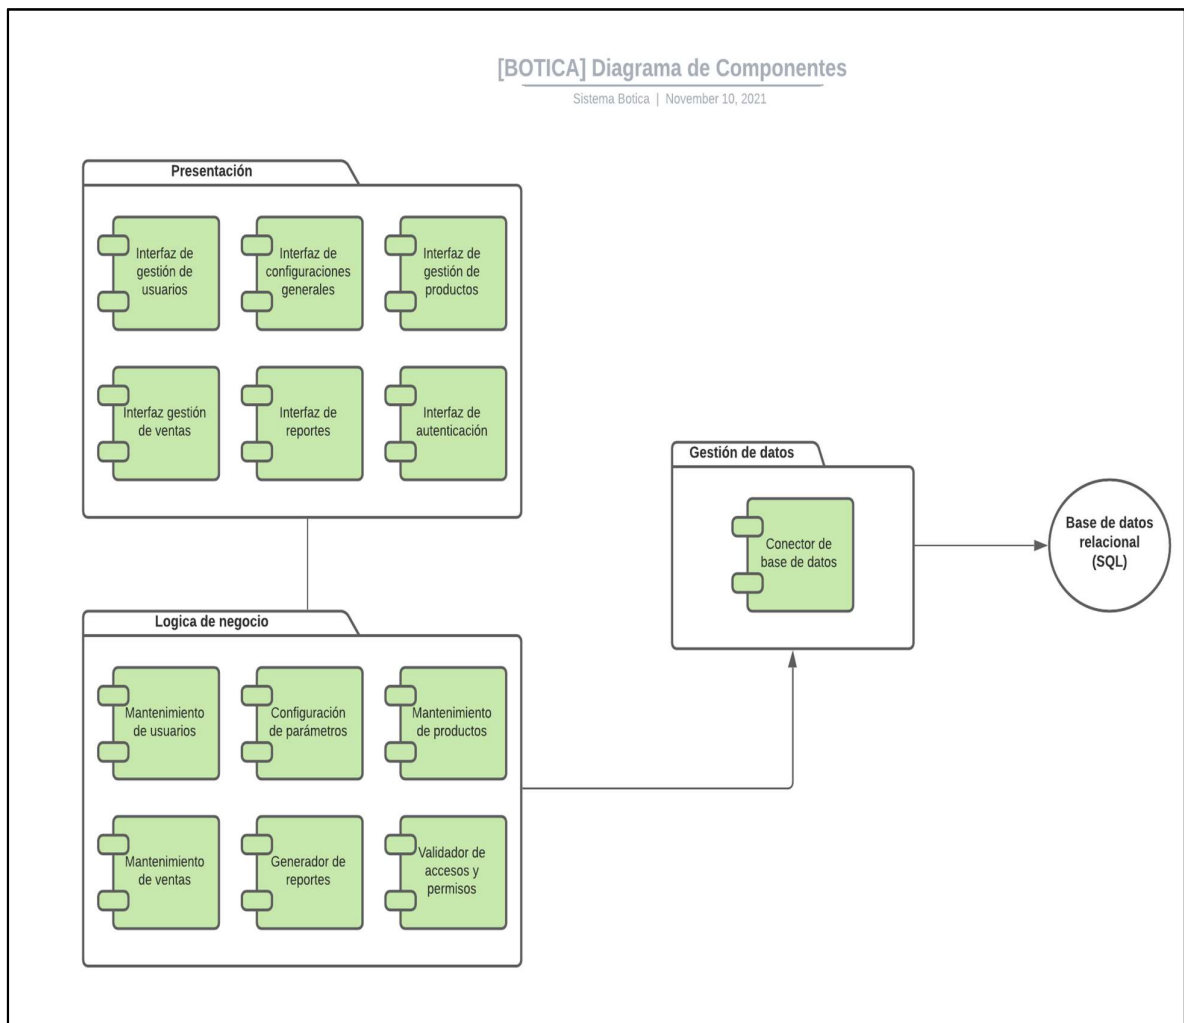 [BOTICA] Diagrama de Componentes
Sistema Botica | November 10, 2021
Presentación
Interfaz de
gestión de
usuarios
Interfaz de
configuraciones
generales
Interfaz de
gestión de
productos
Interfaz gestión
de ventas
Interfaz de
reportes
Interfaz de
autenticación
Gestión de datos
Conector de
base de datos
Base de datos
relacional
(SQL)
Logica de negocio
Mantenimiento
de usuarios
Configuración
de parámetros
Mantenimiento
de productos
Mantenimiento
de ventas
Generador de
reportes
Validador de
accesos y
permisos